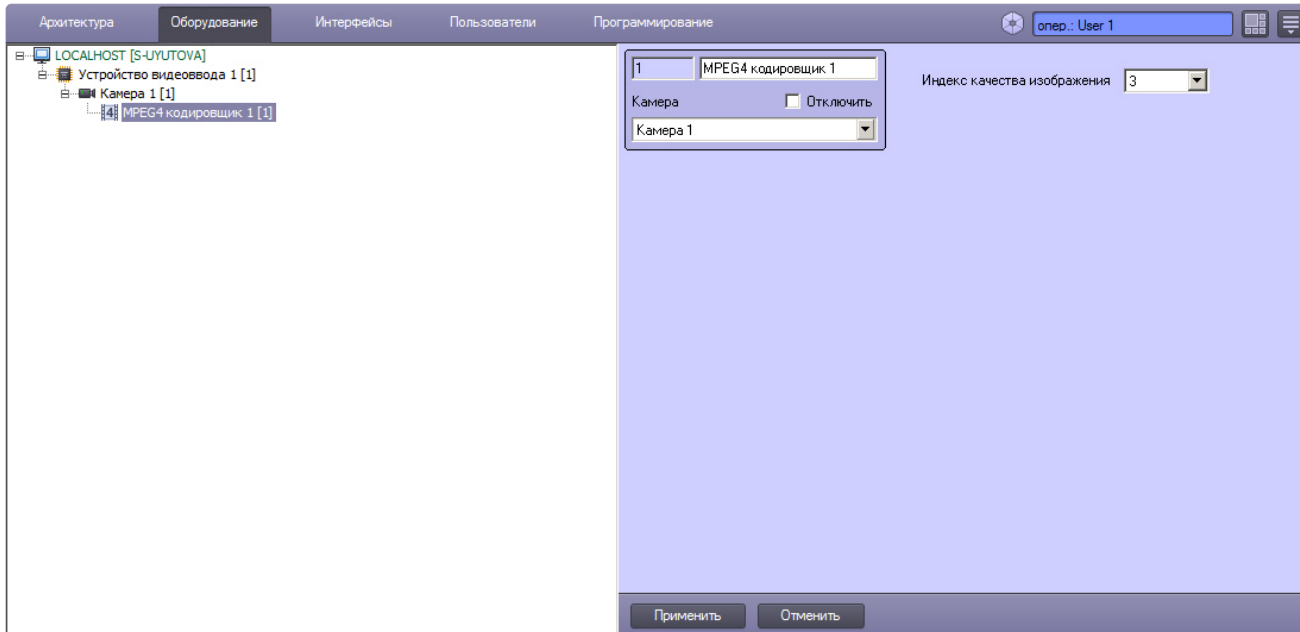 Архитектура Оборудование Интерфейсы Пользователи Программирование опер.: User 1
LOCALHOST [S-UYUTOVA]
Устройство видеоввода 1 [1]
Камера 1 [1]
4 MPEG4 кодировщик 1 [1]
1 MPEG4 кодировщик 1
Индекс качества изображения 3
Камера Отключить
Камера 1
Применить Отменить